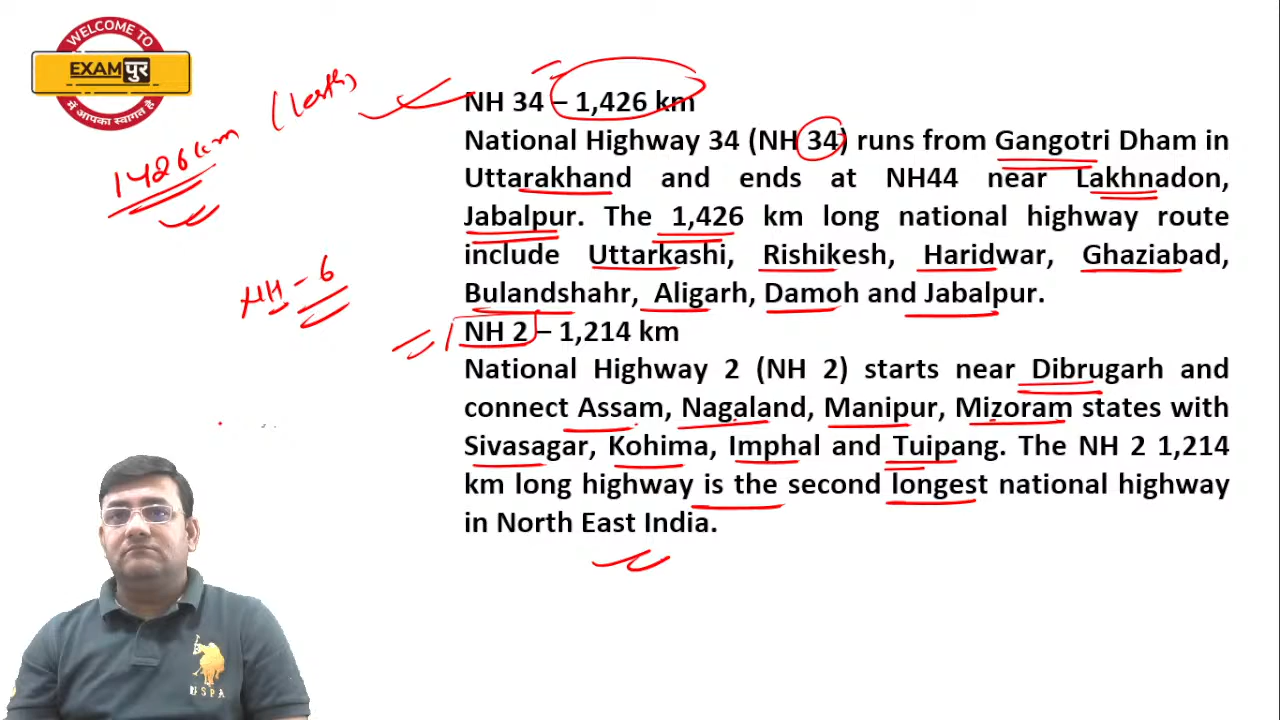 WELCOME TO
EXAM पुर
में आपका स्वागत है
1426 km
NH - 6
NH 34 – 1,426 km
National Highway 34 (NH 34) runs from Gangotri Dham in
Uttarakhand and ends at NH44 near Lakhnadon,
Jabalpur. The 1,426 km long national highway route
include Uttarkashi, Rishikesh, Haridwar, Ghaziabad,
Bulandshahr, Aligarh, Damoh and Jabalpur.
NH 2 – 1,214 km
National Highway 2 (NH 2) starts near Dibrugarh and
connect Assam, Nagaland, Manipur, Mizoram states with
Sivasagar, Kohima, Imphal and Tuipang. The NH 2 1,214
km long highway is the second longest national highway
in North East India.
USPA